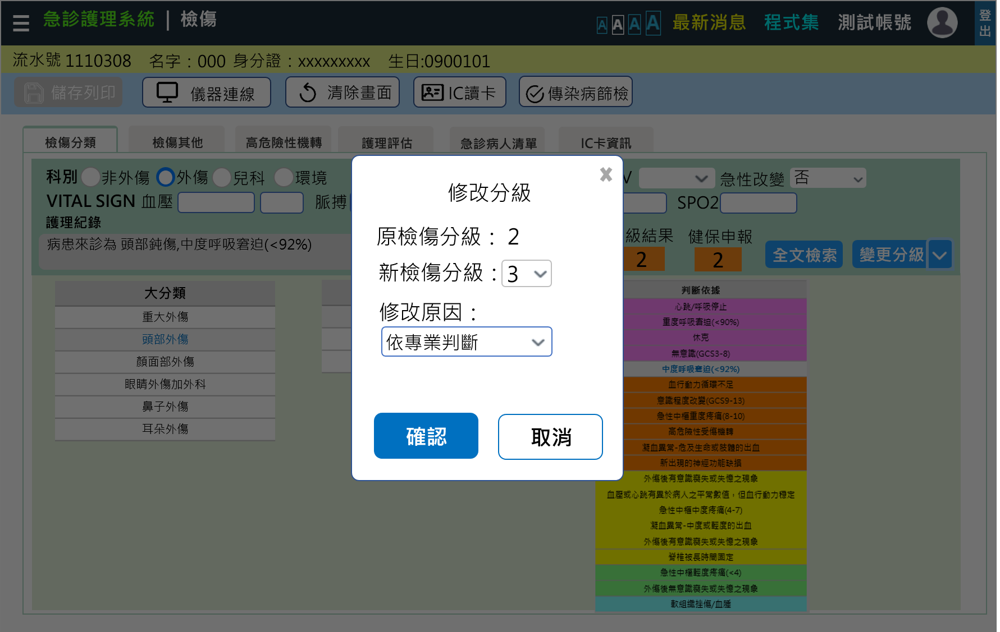 急診護理系統 | 檢傷 A A A A 最新消息 程式集 測試帳號 登出
流水號 1110308 名字：000 身分證：xxxxxxxxx 生日:0900101
儲存列印 儀器連線 清除畫面 IC讀卡 傳染病篩檢
檢傷分類 檢傷其他 高危險性機轉 護理評估 急診病人清單 IC卡資訊
科別 非外傷 外傷 兒科 環境 V 急性改變 否
VITAL SIGN 血壓 脈搏 SPO2
護理紀錄
病患來診為 頭部鈍傷,中度呼吸窘迫(<92%)
級結果 健保申報
2 2 全文檢索 變更分級
修改分級
原檢傷分級： 2
新檢傷分級：3
修改原因：
依專業判斷
確認 取消
大分類
重大外傷
頭部外傷
顏面部外傷
眼睛外傷加外科
鼻子外傷
耳朵外傷
判斷依據
心跳/呼吸停止
重度呼吸窘迫(<90%)
休克
無意識(GCS3-8)
中度呼吸窘迫(<92%)
血行動力循環不足
意識程度改變(GCS9-13)
急性中樞重度疼痛(8-10)
高危險性受傷機轉
凝血異常-危及生命或肢體的出血
新出現的神經功能缺損
外傷後有意識喪失或失憶之現象
血壓或心跳有異於病人之平常數值，但血行動力穩定
急性中樞中度疼痛(4-7)
凝血異常-中度或輕度的出血
外傷後有意識喪失或失憶之現象
脊椎被長時間固定
急性中樞輕度疼痛(<4)
外傷後無意識喪失或失憶之現象
軟組織挫傷/血腫